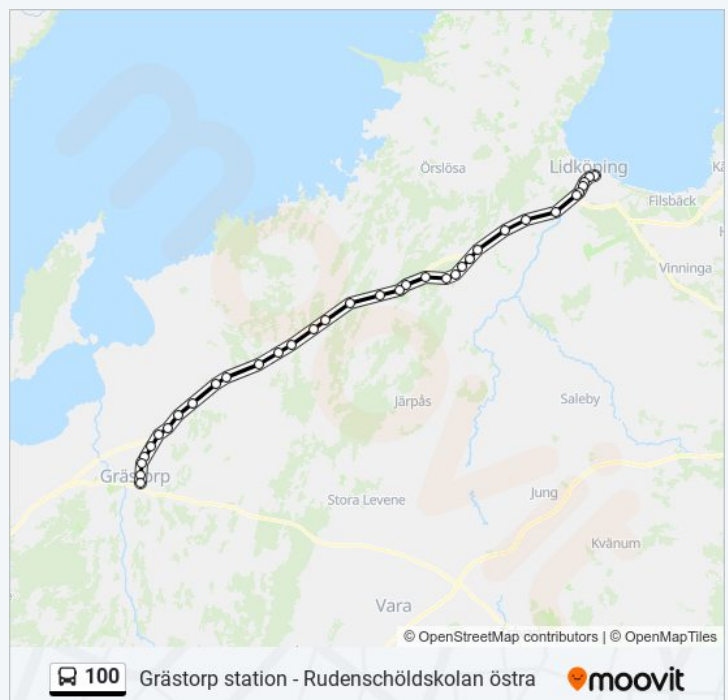 Lidköping
Örslösa
Filsbäck
Vinninga
Järpås
Saleby
Grästorp
Stora Levene
Jung
Kvänum
Vara
© OpenStreetMap contributors | © OpenMapTiles
100 Grästorp station - Rudenschöldskolan östra moovit